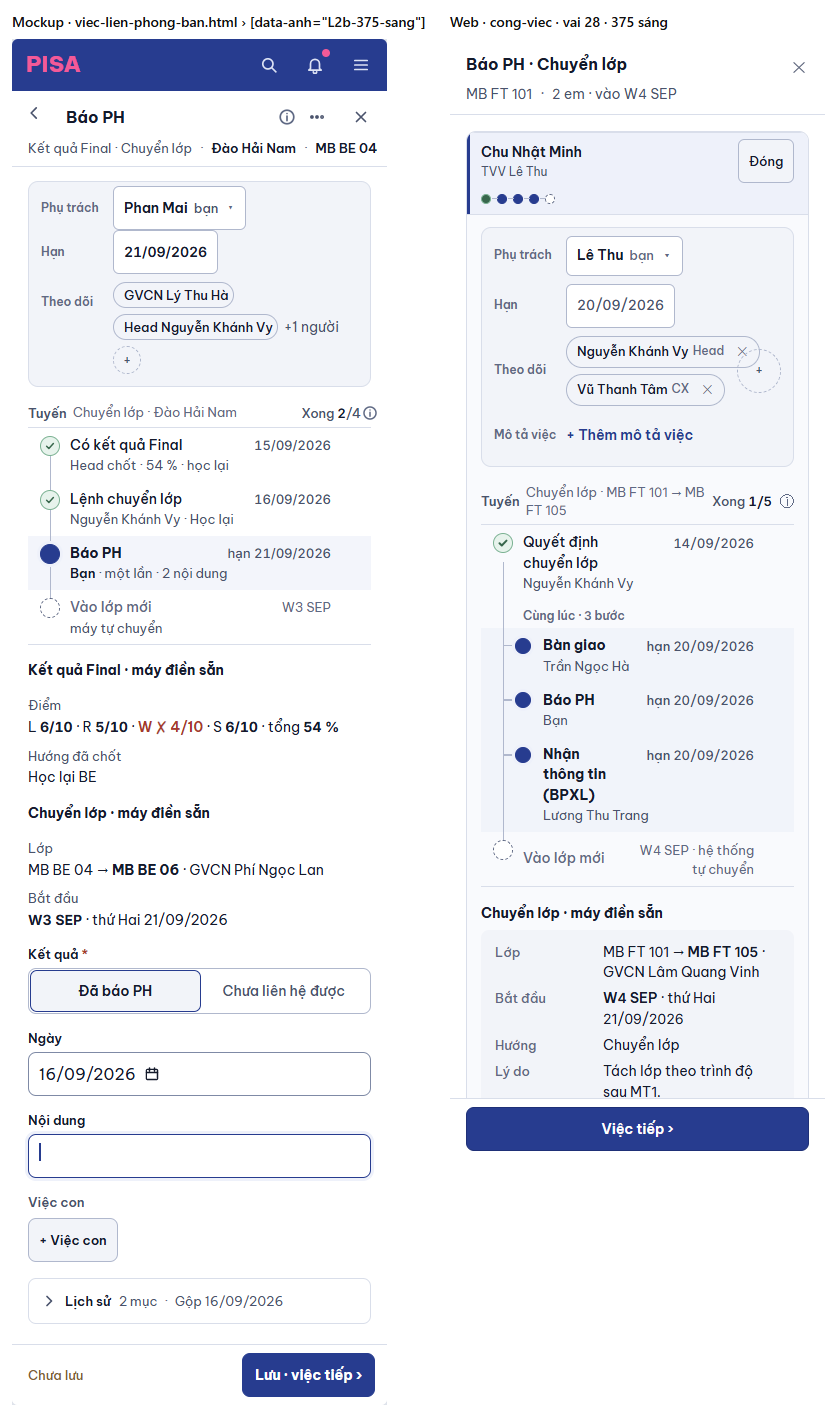 Mockup · viec-lien-phong-ban.html › [data-anh="L2b-375-sang"]
PISA
Báo PH
Kết quả Final · Chuyển lớp · Đào Hải Nam · MB BE 04
Phụ trách Phan Mai bạn
Hạn 21/09/2026
Theo dõi GVCN Lý Thu Hà
Head Nguyễn Khánh Vy +1 người
+
Tuyến Chuyển lớp · Đào Hải Nam Xong 2/4
Có kết quả Final 15/09/2026
Head chốt · 54 % · học lại
Lệnh chuyển lớp 16/09/2026
Nguyễn Khánh Vy · Học lại
Báo PH hạn 21/09/2026
Bạn · một lần · 2 nội dung
Vào lớp mới W3 SEP
máy tự chuyển
Kết quả Final · máy điền sẵn
Điểm
L 6/10 · R 5/10 · W ✗ 4/10 · S 6/10 · tổng 54 %
Hướng đã chốt
Học lại BE
Chuyển lớp · máy điền sẵn
Lớp
MB BE 04 → MB BE 06 · GVCN Phí Ngọc Lan
Bắt đầu
W3 SEP · thứ Hai 21/09/2026
Kết quả *
Đã báo PH Chưa liên hệ được
Ngày
16/09/2026
Nội dung
Việc con
+ Việc con
Lịch sử 2 mục · Gộp 16/09/2026
Chưa lưu Lưu · việc tiếp ›
Web · cong-viec · vai 28 · 375 sáng
Báo PH · Chuyển lớp
MB FT 101 · 2 em · vào W4 SEP
Chu Nhật Minh
TVV Lê Thu
Đóng
Phụ trách Lê Thu bạn
Hạn 20/09/2026
Theo dõi Nguyễn Khánh Vy Head
Vũ Thanh Tâm CX
+
Mô tả việc + Thêm mô tả việc
Tuyến Chuyển lớp · MB FT 101 → MB
FT 105 Xong 1/5
Quyết định
chuyển lớp 14/09/2026
Nguyễn Khánh Vy
Cùng lúc · 3 bước
Bàn giao hạn 20/09/2026
Trần Ngọc Hà
Báo PH hạn 20/09/2026
Bạn
Nhận
thông tin
(BPXL) hạn 20/09/2026
Lương Thu Trang
Vào lớp mới W4 SEP · hệ thống
tự chuyển
Chuyển lớp · máy điền sẵn
Lớp MB FT 101 → MB FT 105 ·
GVCN Lâm Quang Vinh
Bắt đầu W4 SEP · thứ Hai
21/09/2026
Hướng Chuyển lớp
Lý do Tách lớp theo trình độ
sau MT1.
Việc tiếp ›